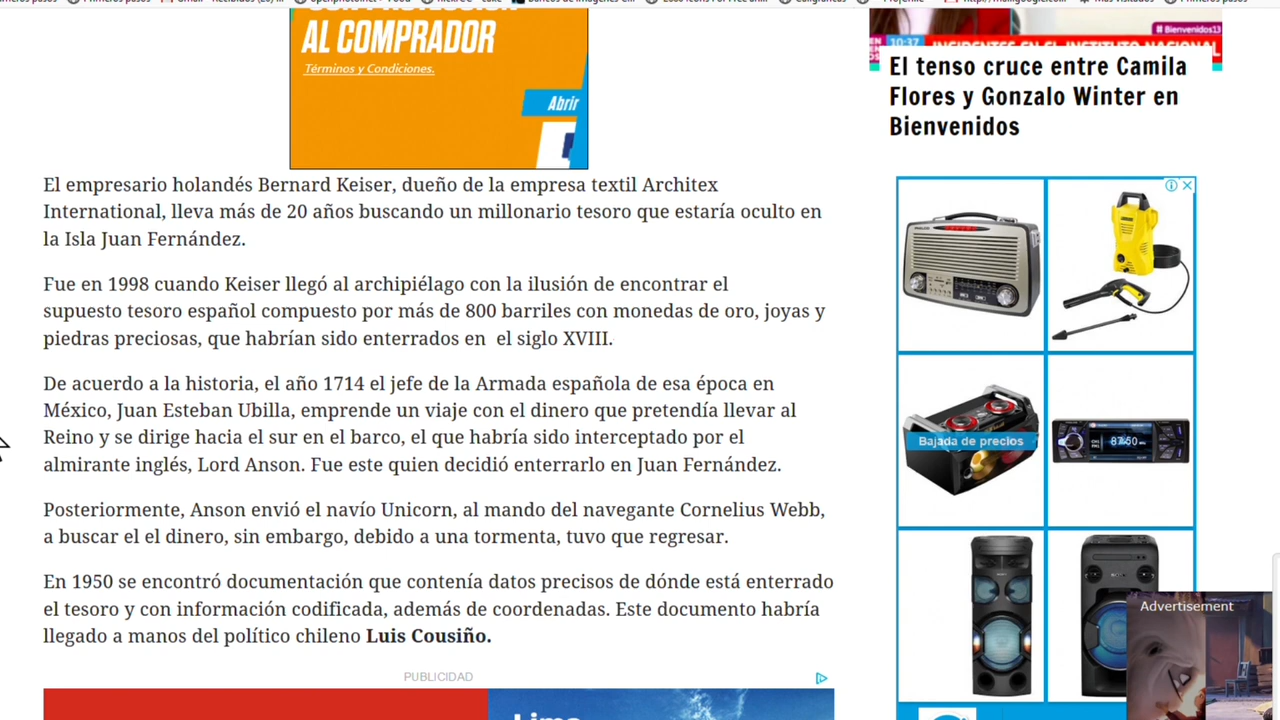 AL COMPRADOR
Términos y Condiciones.
Abrir
El empresario holandés Bernard Keiser, dueño de la empresa textil Architex
International, lleva más de 20 años buscando un millonario tesoro que estaría oculto en
la Isla Juan Fernández.
Fue en 1998 cuando Keiser llegó al archipiélago con la ilusión de encontrar el
supuesto tesoro español compuesto por más de 800 barriles con monedas de oro, joyas y
piedras preciosas, que habrían sido enterrados en el siglo XVIII.
De acuerdo a la historia, el año 1714 el jefe de la Armada española de esa época en
México, Juan Esteban Ubilla, emprende un viaje con el dinero que pretendía llevar al
Reino y se dirige hacia el sur en el barco, el que habría sido interceptado por el
almirante inglés, Lord Anson. Fue este quien decidió enterrarlo en Juan Fernández.
Posteriormente, Anson envió el navío Unicorn, al mando del navegante Cornelius Webb,
a buscar el el dinero, sin embargo, debido a una tormenta, tuvo que regresar.
En 1950 se encontró documentación que contenía datos precisos de dónde está enterrado
el tesoro y con información codificada, además de coordenadas. Este documento habría
llegado a manos del político chileno Luis Cousiño.
PUBLICIDAD
#Bienvenidos13
10:37
INCIDENTES EN EL INSTITUTO NACIONAL
El tenso cruce entre Camila
Flores y Gonzalo Winter en
Bienvenidos
Bajada de precios
87.50
Advertisement